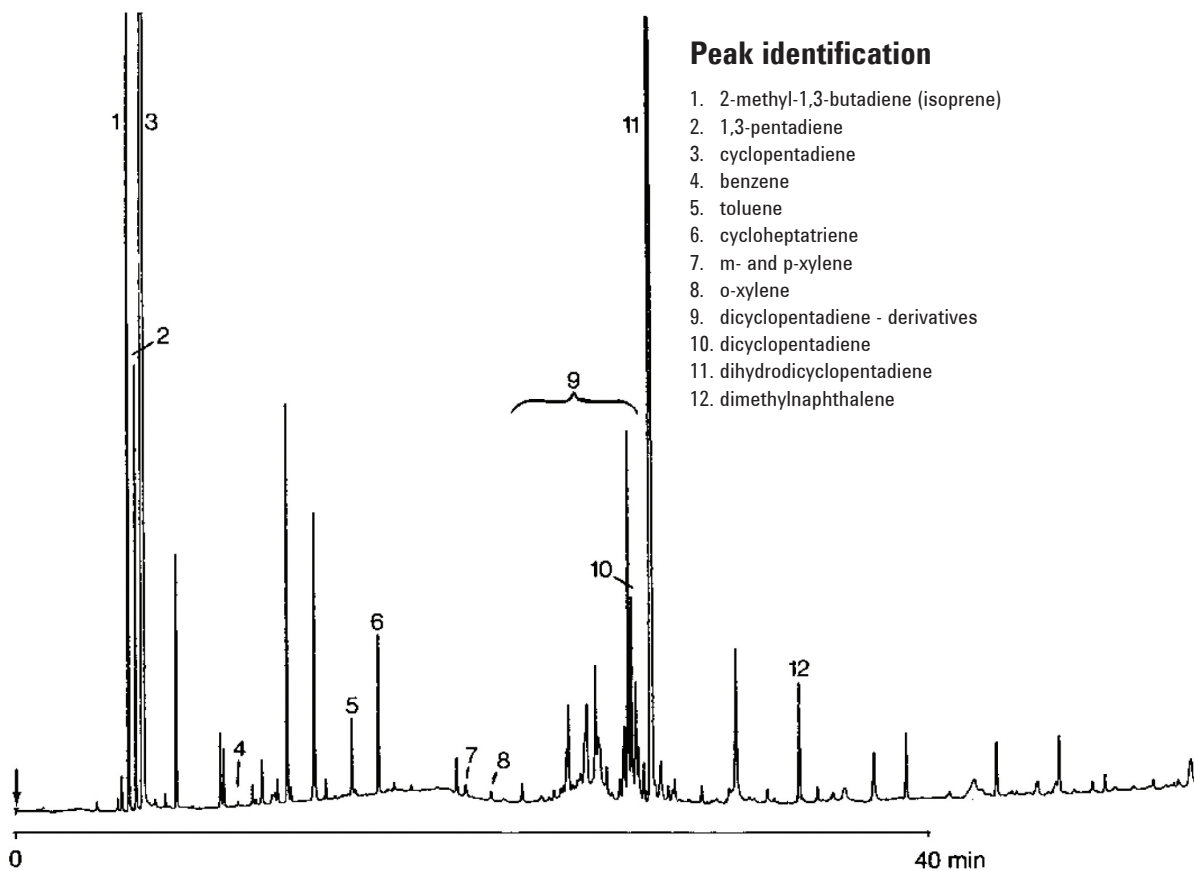 Peak identification
1. 2-methyl-1,3-butadiene (isoprene)
2. 1,3-pentadiene
3. cyclopentadiene
4. benzene
5. toluene
6. cycloheptatriene
7. m- and p-xylene
8. o-xylene
9. dicyclopentadiene - derivatives
10. dicyclopentadiene
11. dihydrodicyclopentadiene
12. dimethylnaphthalene
1 3 11
2
9
10
6
12
5
4 7 8
0 40 min